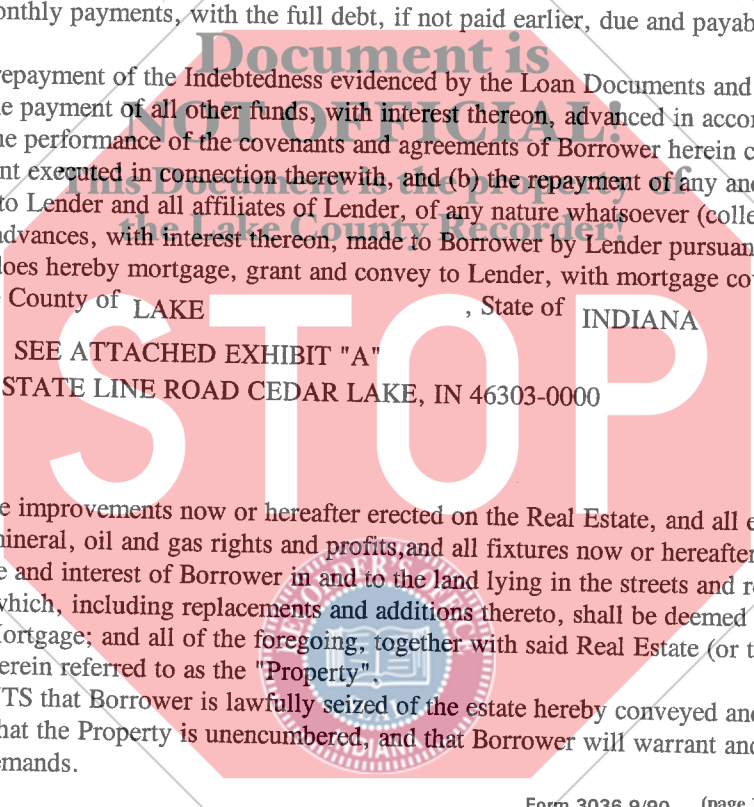 onthly payments, with the full debt, if not paid earlier, due and payab
Document is
repayment of the Indebtedness evidenced by the Loan Documents and
e payment of all other funds, with interest thereon, advanced in accor
NOT OFFICIAL!
ne performance of the covenants and agreements of Borrower herein c
nt executed in connection therewith, and (b) the repayment of any and
This Document is the property of
to Lender and all affiliates of Lender, of any nature whatsoever (colle
the Lake County Recorder!
advances, with interest thereon, made to Borrower by Lender pursuan
does hereby mortgage, grant and convey to Lender, with mortgage co
County of LAKE , State of INDIANA
SEE ATTACHED EXHIBIT "A"
STATE LINE ROAD CEDAR LAKE, IN 46303-0000
STOP
e improvements now or hereafter erected on the Real Estate, and all e
mineral, oil and gas rights and profits,and all fixtures now or hereafter
e and interest of Borrower in and to the land lying in the streets and r
which, including replacements and additions thereto, shall be deemed
Mortgage; and all of the foregoing, together with said Real Estate (or t
erein referred to as the "Property".
TS that Borrower is lawfully seized of the estate hereby conveyed and
hat the Property is unencumbered, and that Borrower will warrant and
emands.
INDIANA
Form 3036 9/90 (page